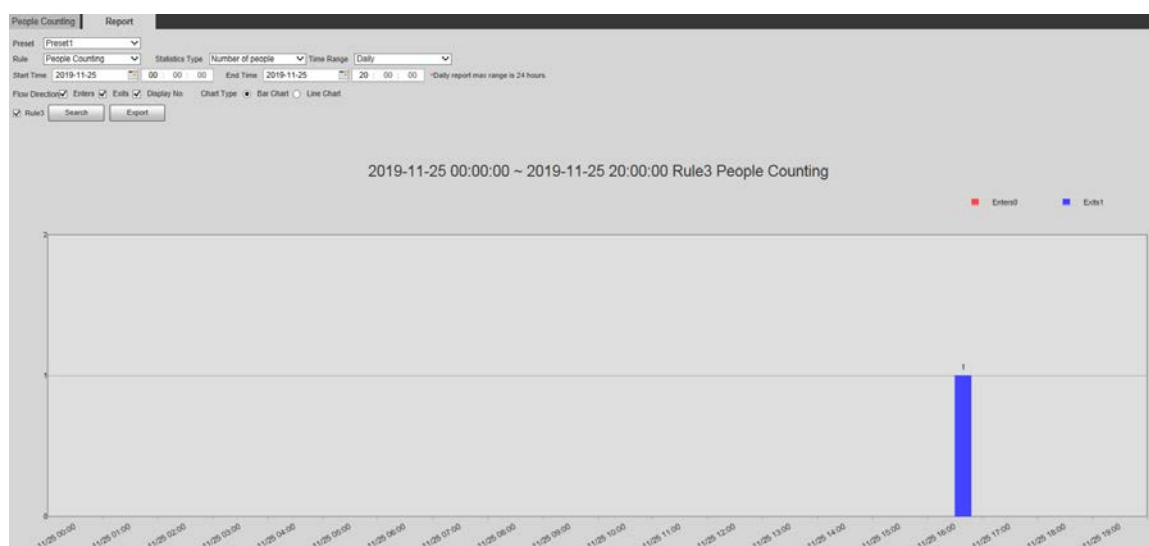 People Counting Report
Preset Preset1
Rule People Counting Statistics Type Number of people Time Range Daily
Start Time 2019-11-25 00 : 00 : 00 End Time 2019-11-25 20 : 00 : 00 *Daily report max range is 24 hours.
Flow Direction Enters Exits Display No. Chart Type Bar Chart Line Chart
Rule3 Search Export
2019-11-25 00:00:00 ~ 2019-11-25 20:00:00 Rule3 People Counting
Enters0 Exits1
2
1
1
0
11/25 00:00 11/25 01:00 11/25 02:00 11/25 03:00 11/25 04:00 11/25 05:00 11/25 06:00 11/25 07:00 11/25 08:00 11/25 09:00 11/25 10:00 11/25 11:00 11/25 12:00 11/25 13:00 11/25 14:00 11/25 15:00 11/25 16:00 11/25 17:00 11/25 18:00 11/25 19:00